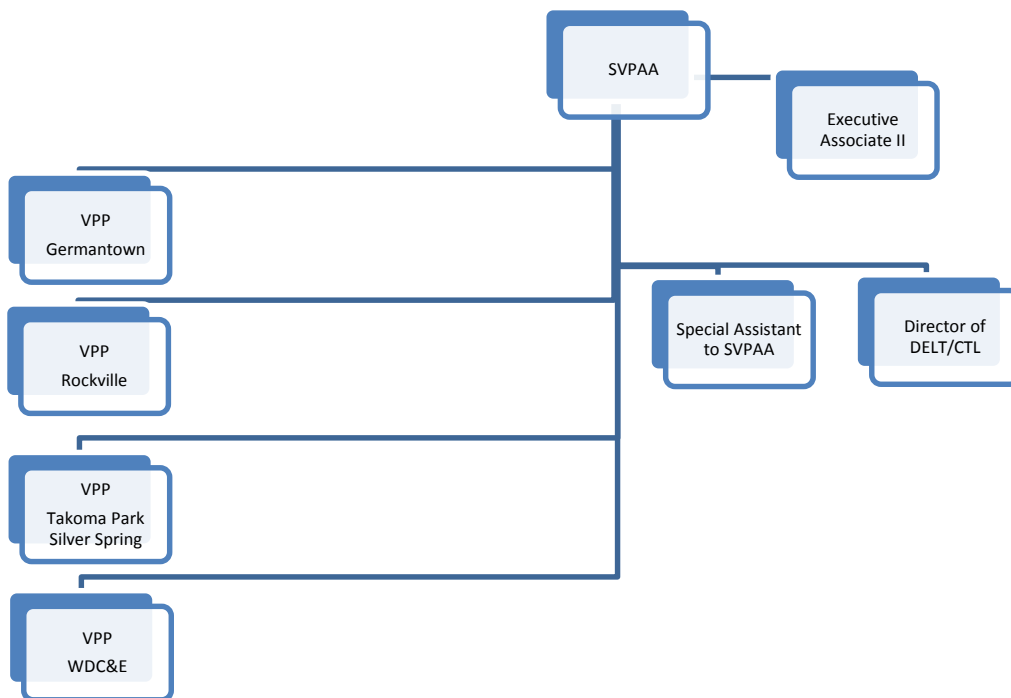 SVPAA
Executive
Associate II
VPP
Germantown
Special Assistant
to SVPAA
Director of
DELT/CTL
VPP
Rockville
VPP
Takoma Park
Silver Spring
VPP
WDC&E